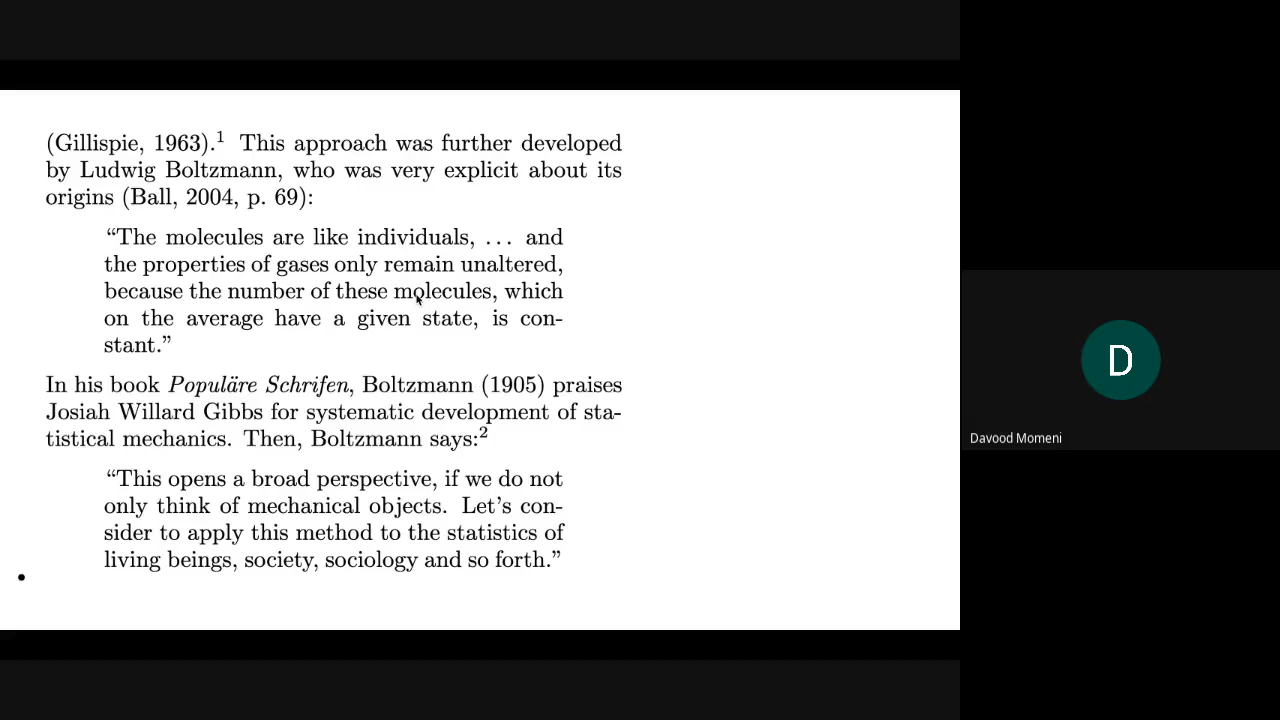 (Gillispie, 1963).1 This approach was further developed
by Ludwig Boltzmann, who was very explicit about its
origins (Ball, 2004, p. 69):
“The molecules are like individuals, ... and
the properties of gases only remain unaltered,
because the number of these molecules, which
on the average have a given state, is con-
stant.”
In his book Populäre Schrifen, Boltzmann (1905) praises
Josiah Willard Gibbs for systematic development of sta-
tistical mechanics. Then, Boltzmann says:2
“This opens a broad perspective, if we do not
only think of mechanical objects. Let’s con-
sider to apply this method to the statistics of
living beings, society, sociology and so forth.”
D
Davood Momeni